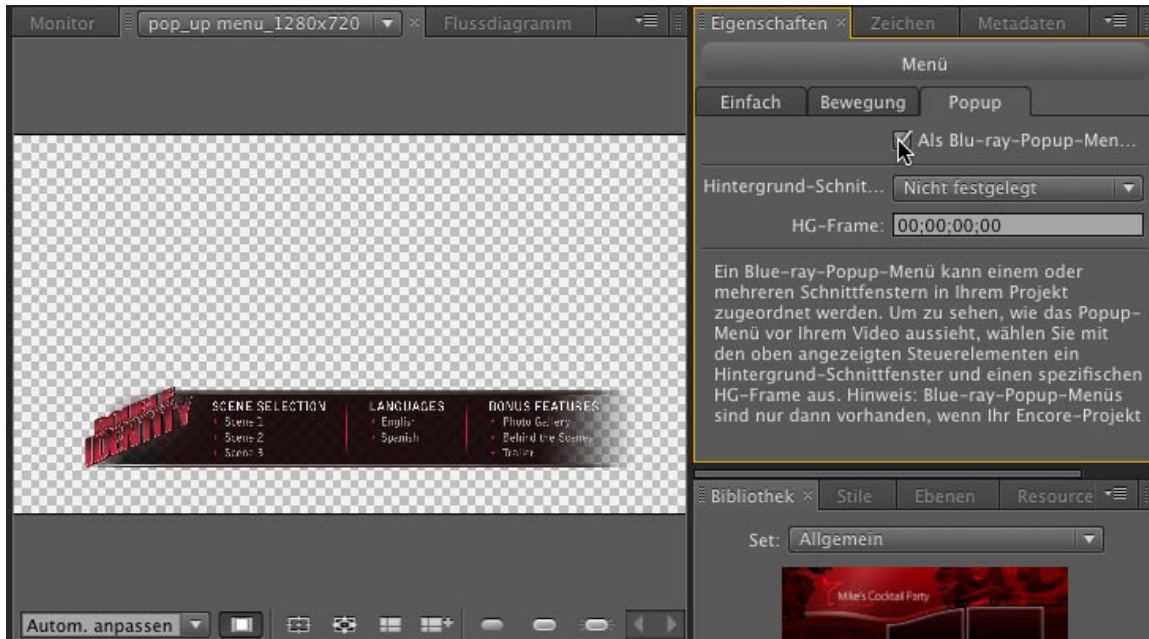 Monitor
pop_up menu_1280x720
Flussdiagramm
Eigenschaften
Zeichen
Metadaten
Menü
Einfach
Bewegung
Popup
Als Blu-ray-Popup-Men...
Hintergrund-Schnit...
Nicht festgelegt
HG-Frame:
00;00;00;00
Ein Blue-ray-Popup-Menü kann einem oder
mehreren Schnittfenstern in Ihrem Projekt
zugeordnet werden. Um zu sehen, wie das Popup-
Menü vor Ihrem Video aussieht, wählen Sie mit
den oben angezeigten Steuerelementen ein
Hintergrund-Schnittfenster und einen spezifischen
HG-Frame aus. Hinweis: Blue-ray-Popup-Menüs
sind nur dann vorhanden, wenn Ihr Encore-Projekt
DOUBLE
IDENTITY
SCENE SELECTION
Scene 1
Scene 2
Scene 3
LANGUAGES
English
Spanish
BONUS FEATURES
Photo Gallery
Behind the Scenes
Trailer
Bibliothek
Stile
Ebenen
Resource
Set:
Allgemein
Mike's Cocktail Party
Autom. anpassen